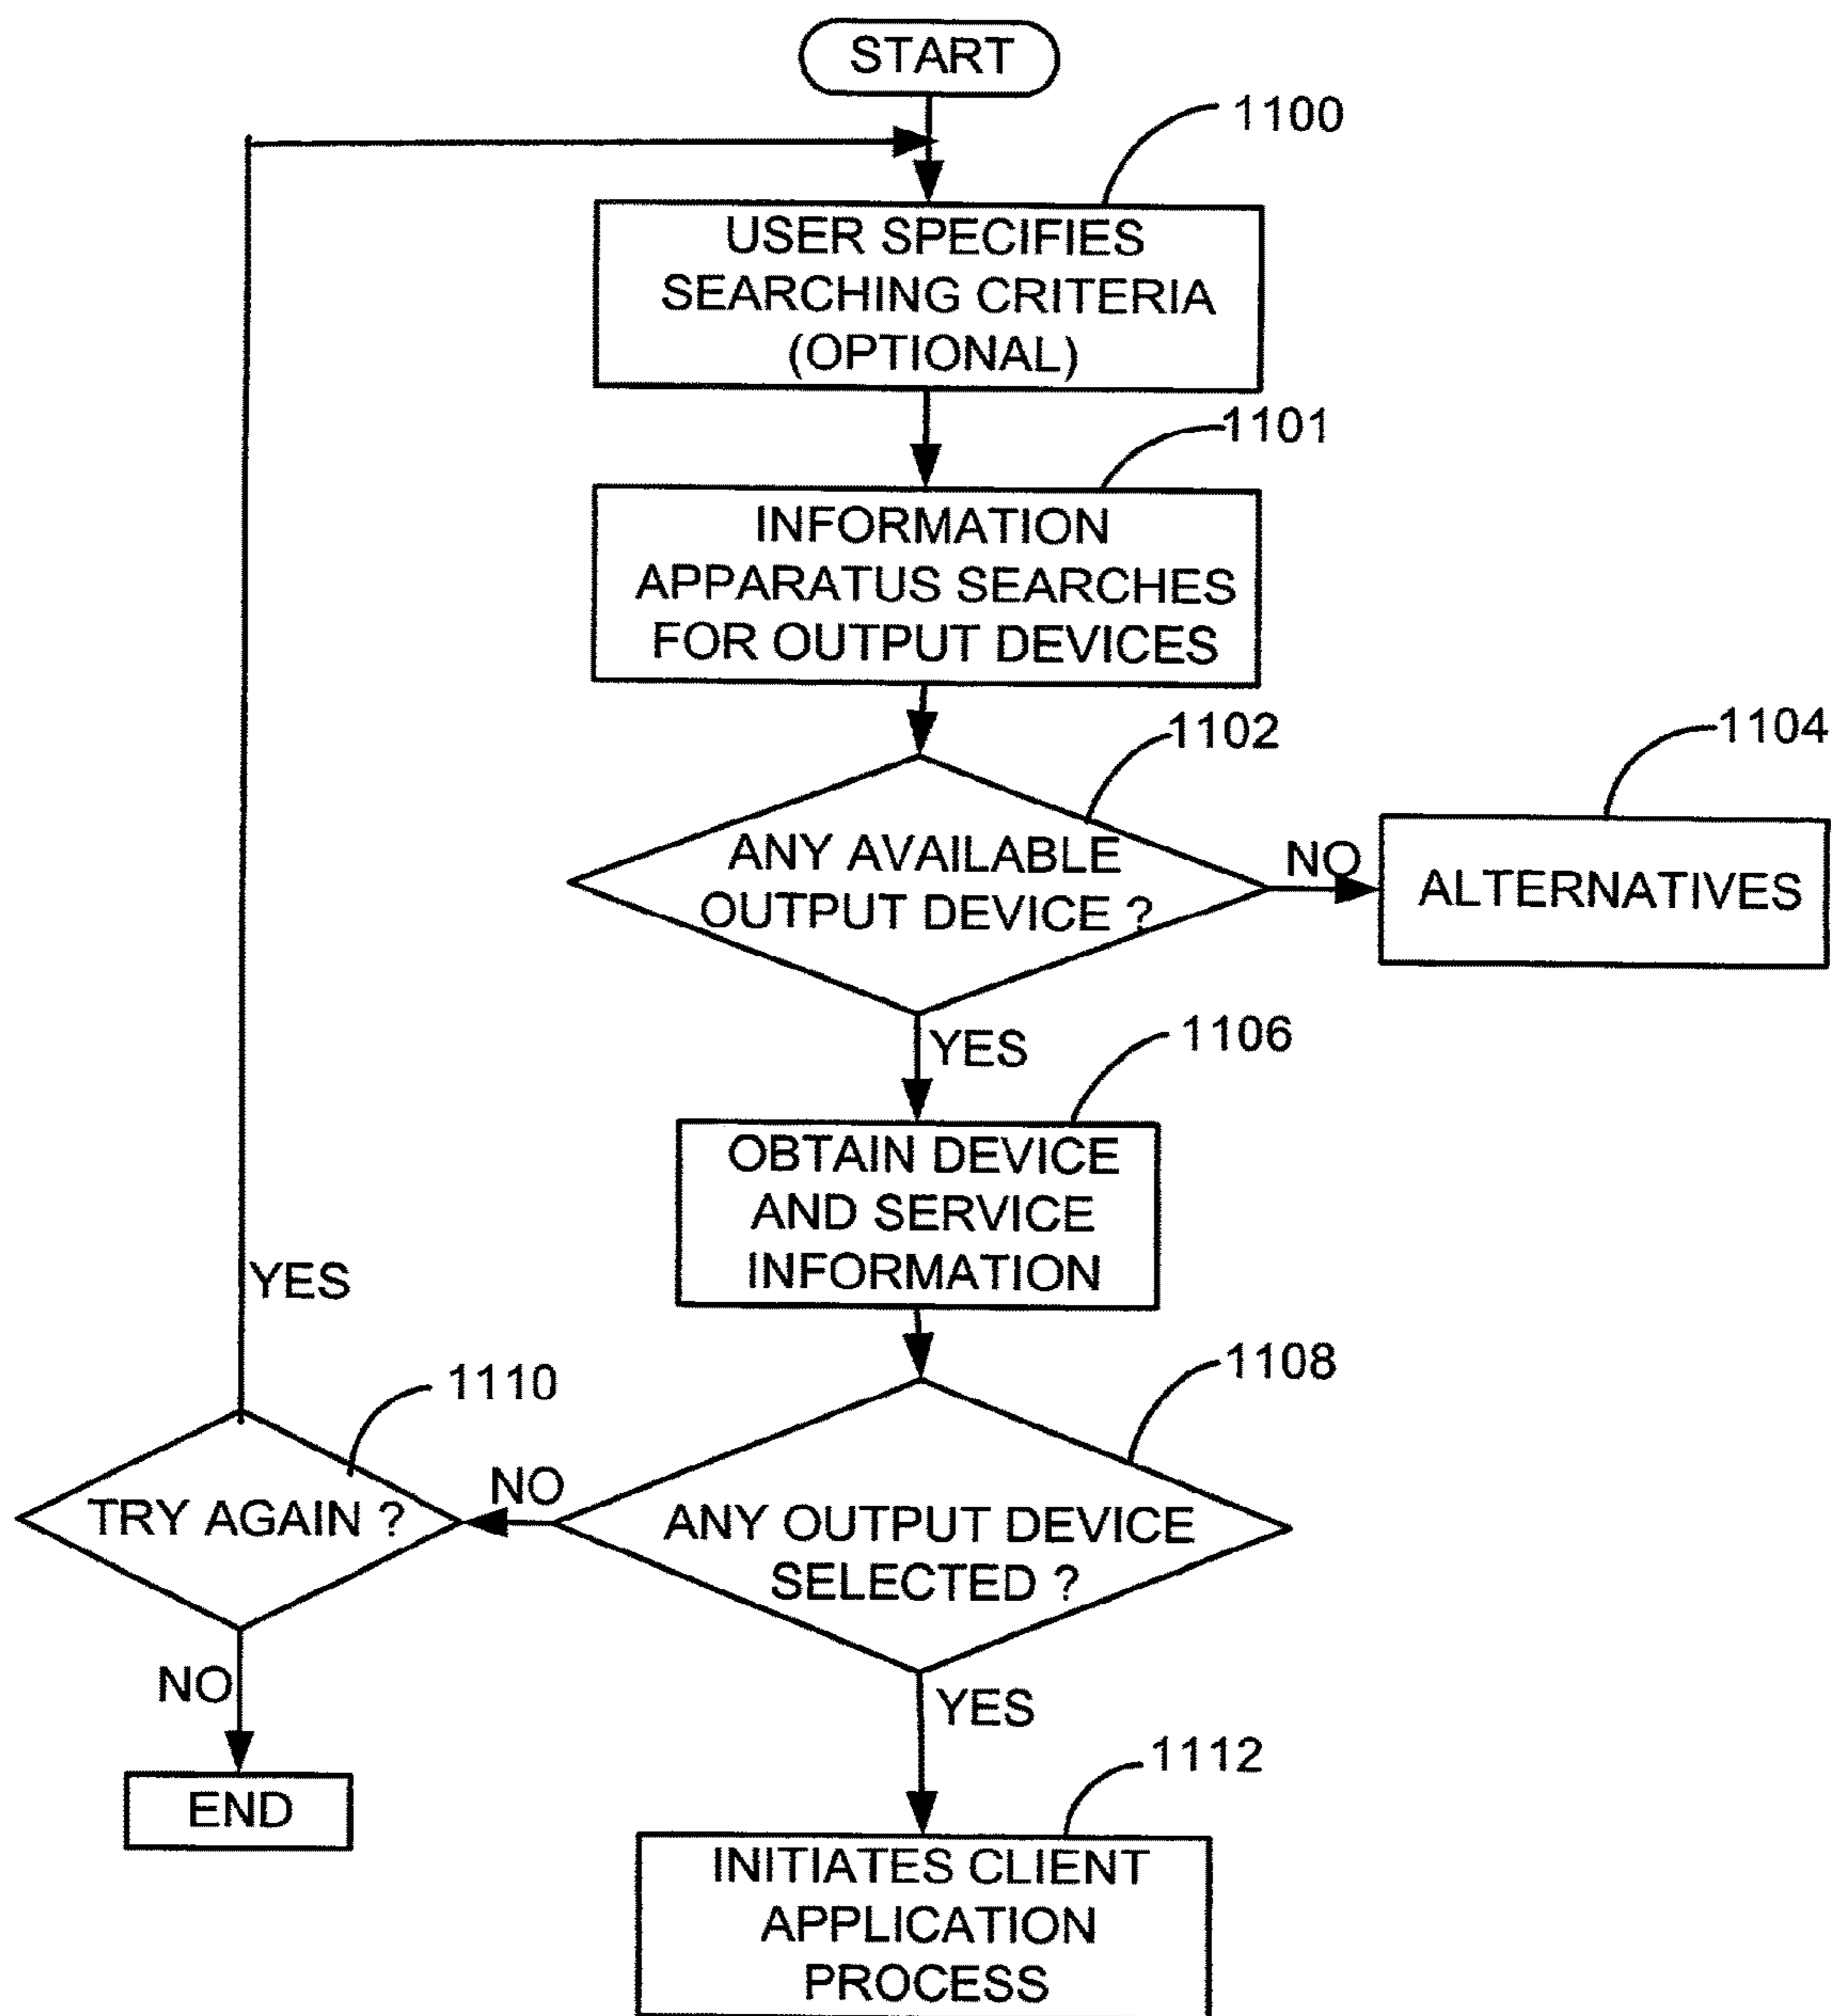 START
1100
USER SPECIFIES
SEARCHING CRITERIA
(OPTIONAL)
1101
INFORMATION
APPARATUS SEARCHES
FOR OUTPUT DEVICES
1102
1104
ANY AVAILABLE
OUTPUT DEVICE ?
NO
ALTERNATIVES
YES
1106
OBTAIN DEVICE
AND SERVICE
INFORMATION
YES
1108
1110
NO
TRY AGAIN ?
ANY OUTPUT DEVICE
SELECTED ?
NO
YES
1112
END
INITIATES CLIENT
APPLICATION
PROCESS